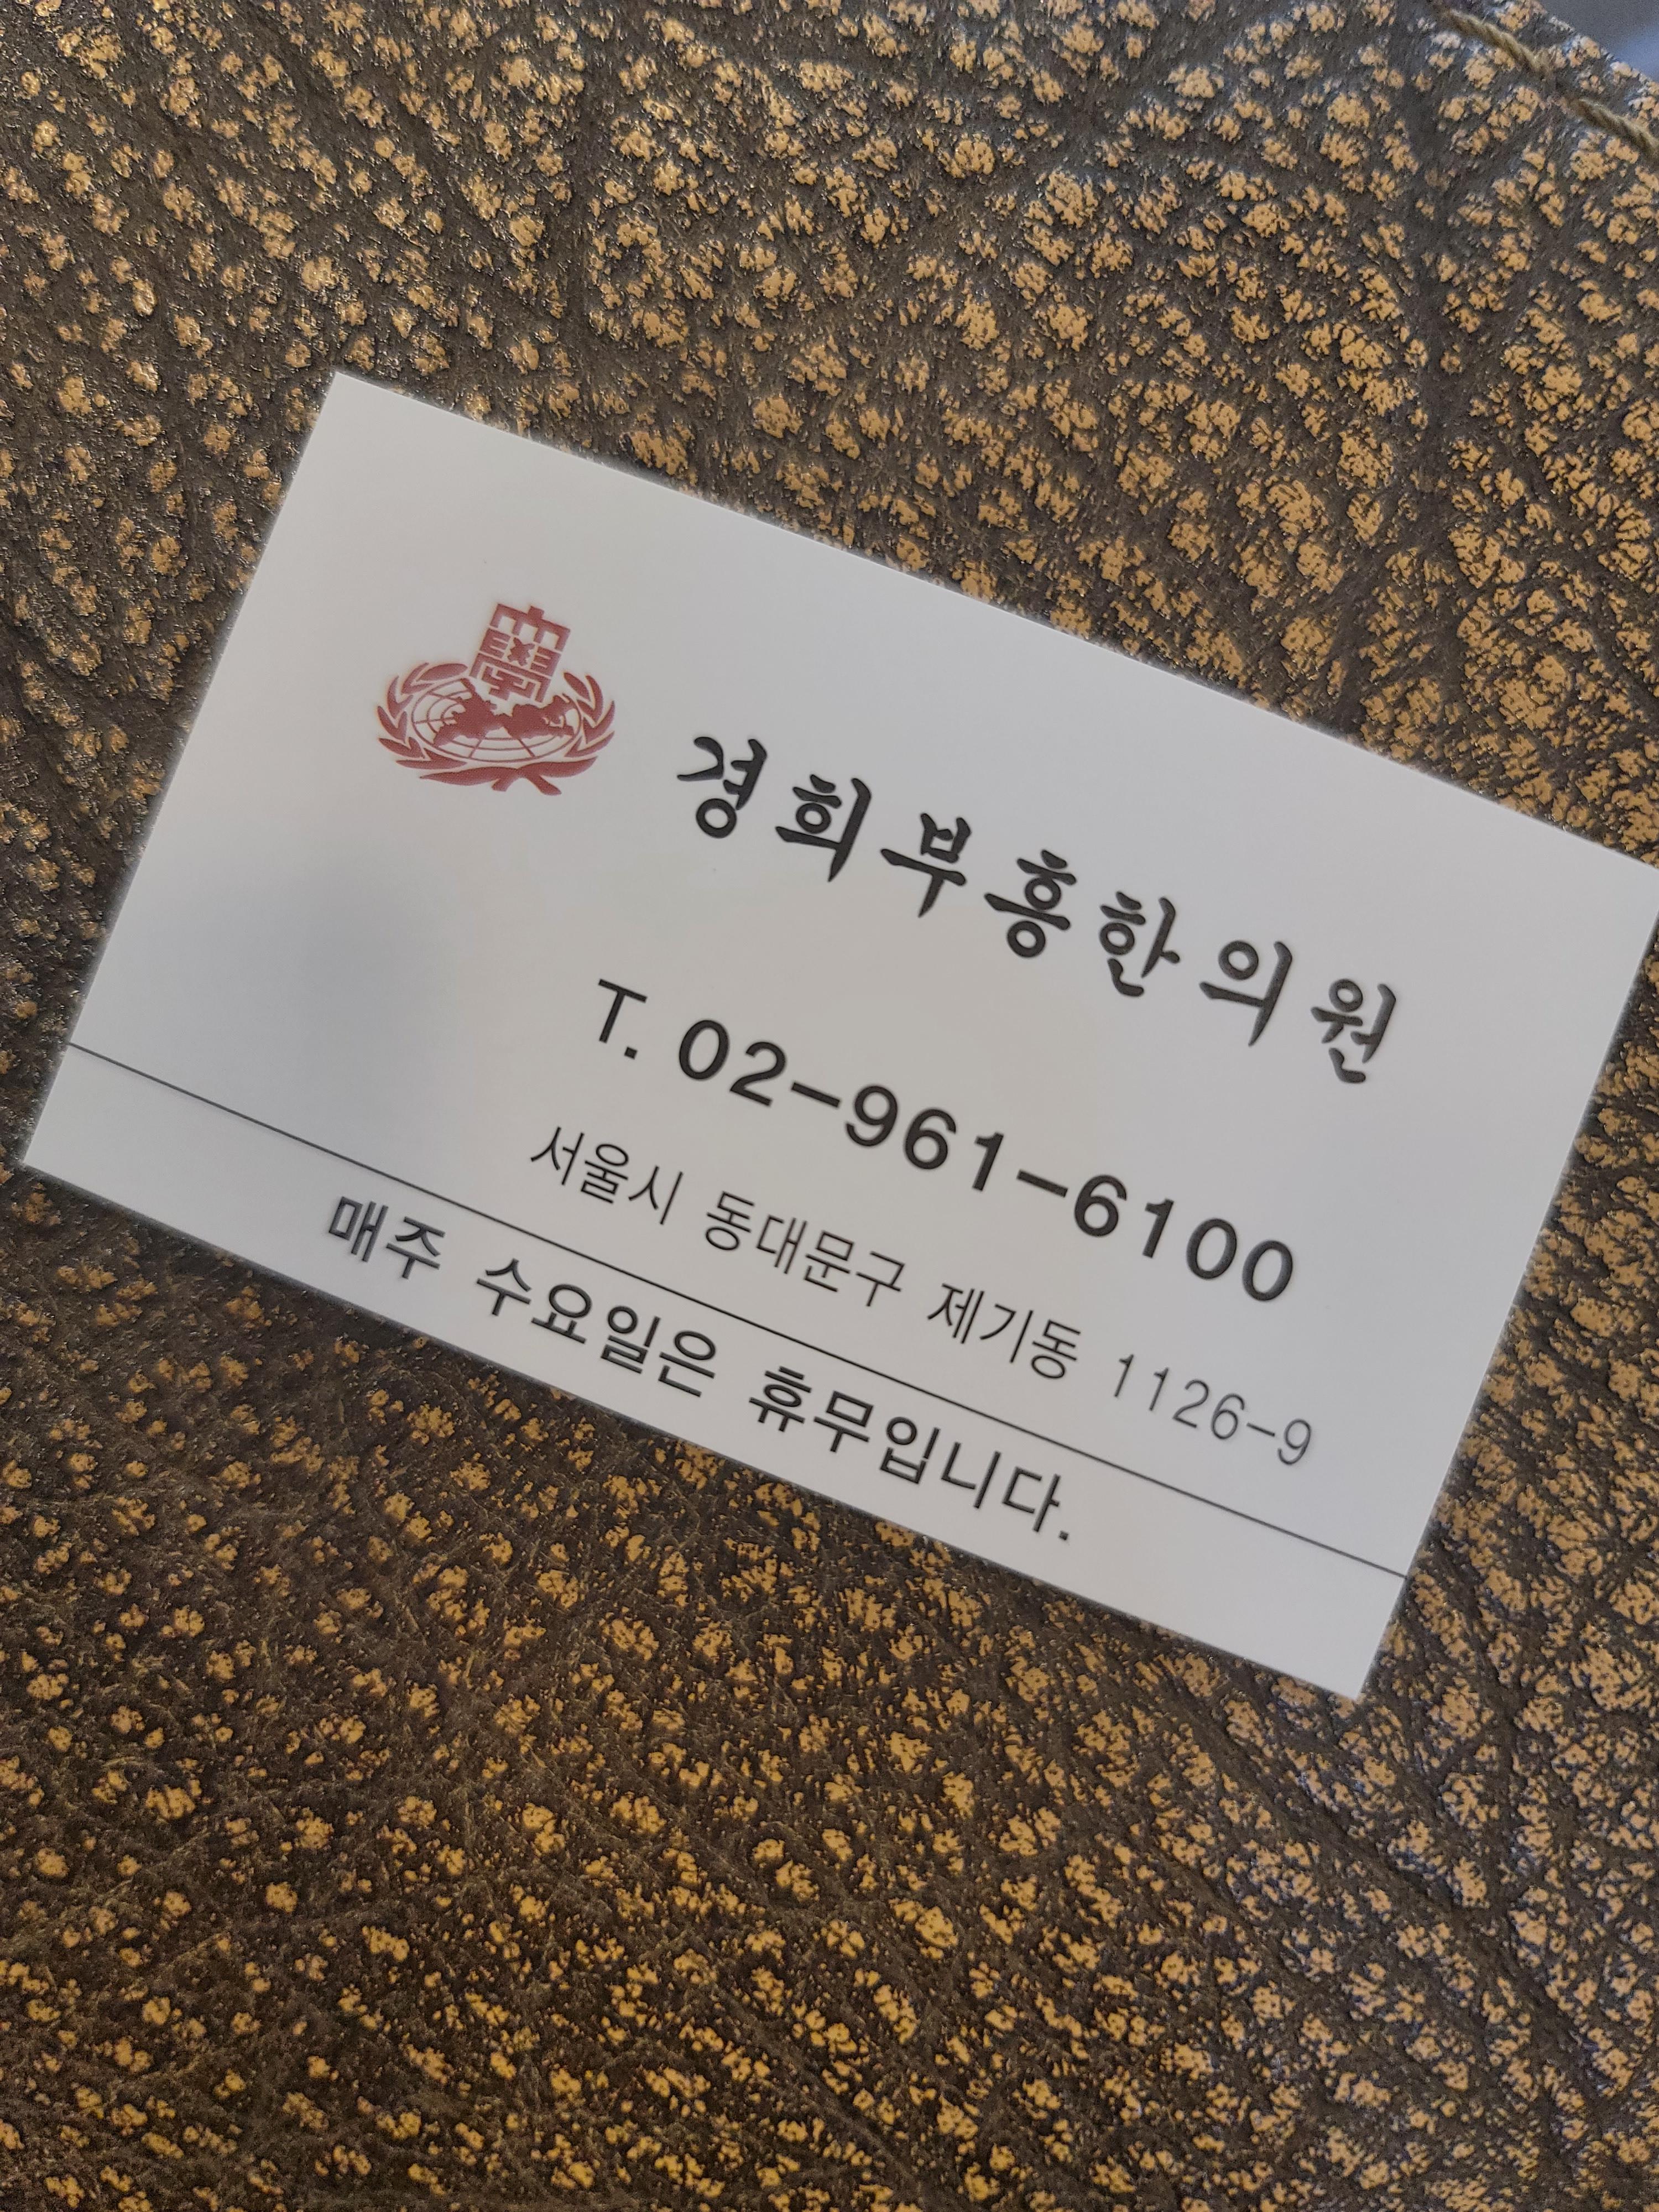 경희부흥한의원
T. 02-961-6100
서울시 동대문구 제기동 1126-9
매주 수요일은 휴무입니다.